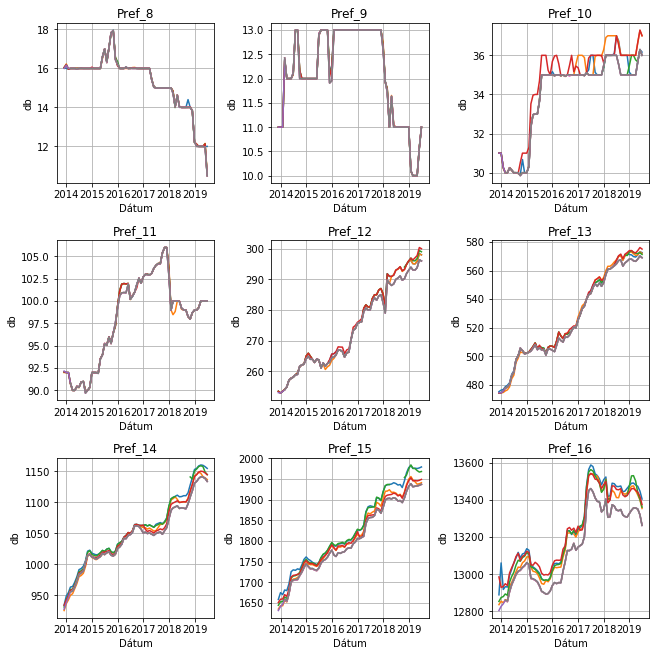 Pref_8
Pref_9
Pref_10
db
18
16
14
12
2014 2015 2016 2017 2018 2019
Dátum
db
13.0
12.5
12.0
11.5
11.0
10.5
10.0
2014 2015 2016 2017 2018 2019
Dátum
db
36
34
32
30
2014 2015 2016 2017 2018 2019
Dátum
Pref_11
Pref_12
Pref_13
db
105.0
102.5
100.0
97.5
95.0
92.5
90.0
2014 2015 2016 2017 2018 2019
Dátum
db
300
290
280
270
260
2014 2015 2016 2017 2018 2019
Dátum
db
580
560
540
520
500
480
2014 2015 2016 2017 2018 2019
Dátum
Pref_14
Pref_15
Pref_16
db
1150
1100
1050
1000
950
2014 2015 2016 2017 2018 2019
Dátum
db
2000
1950
1900
1850
1800
1750
1700
1650
2014 2015 2016 2017 2018 2019
Dátum
db
13600
13400
13200
13000
12800
2014 2015 2016 2017 2018 2019
Dátum